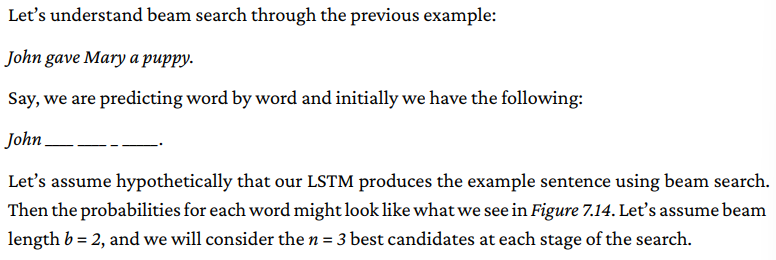 Let’s understand beam search through the previous example:
John gave Mary a puppy.
Say, we are predicting word by word and initially we have the following:
John ___ ___ _ ____.
Let’s assume hypothetically that our LSTM produces the example sentence using beam search.
Then the probabilities for each word might look like what we see in Figure 7.14. Let’s assume beam
length b = 2, and we will consider the n = 3 best candidates at each stage of the search.